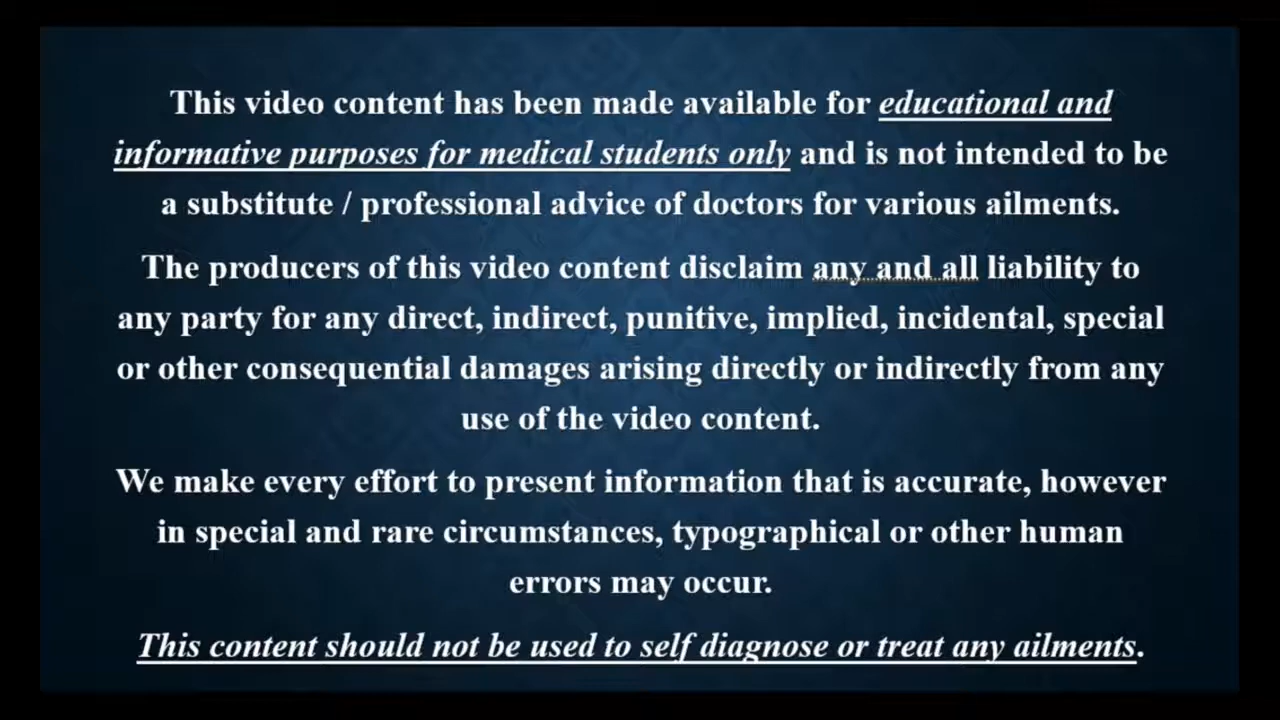 This video content has been made available for educational and
informative purposes for medical students only and is not intended to be
a substitute / professional advice of doctors for various ailments.
The producers of this video content disclaim any and all liability to
any party for any direct, indirect, punitive, implied, incidental, special
or other consequential damages arising directly or indirectly from any
use of the video content.
We make every effort to present information that is accurate, however
in special and rare circumstances, typographical or other human
errors may occur.
This content should not be used to self diagnose or treat any ailments.